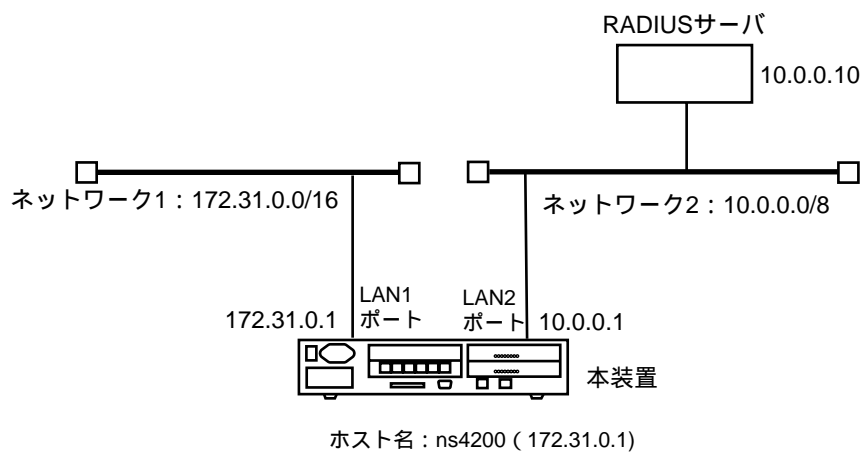 RADIUSサーバ
10.0.0.10
ネットワーク1：172.31.0.0/16
ネットワーク2：10.0.0.0/8
LAN1
ポート
LAN2
ポート
172.31.0.1
10.0.0.1
本装置
ホスト名：ns4200（172.31.0.1)